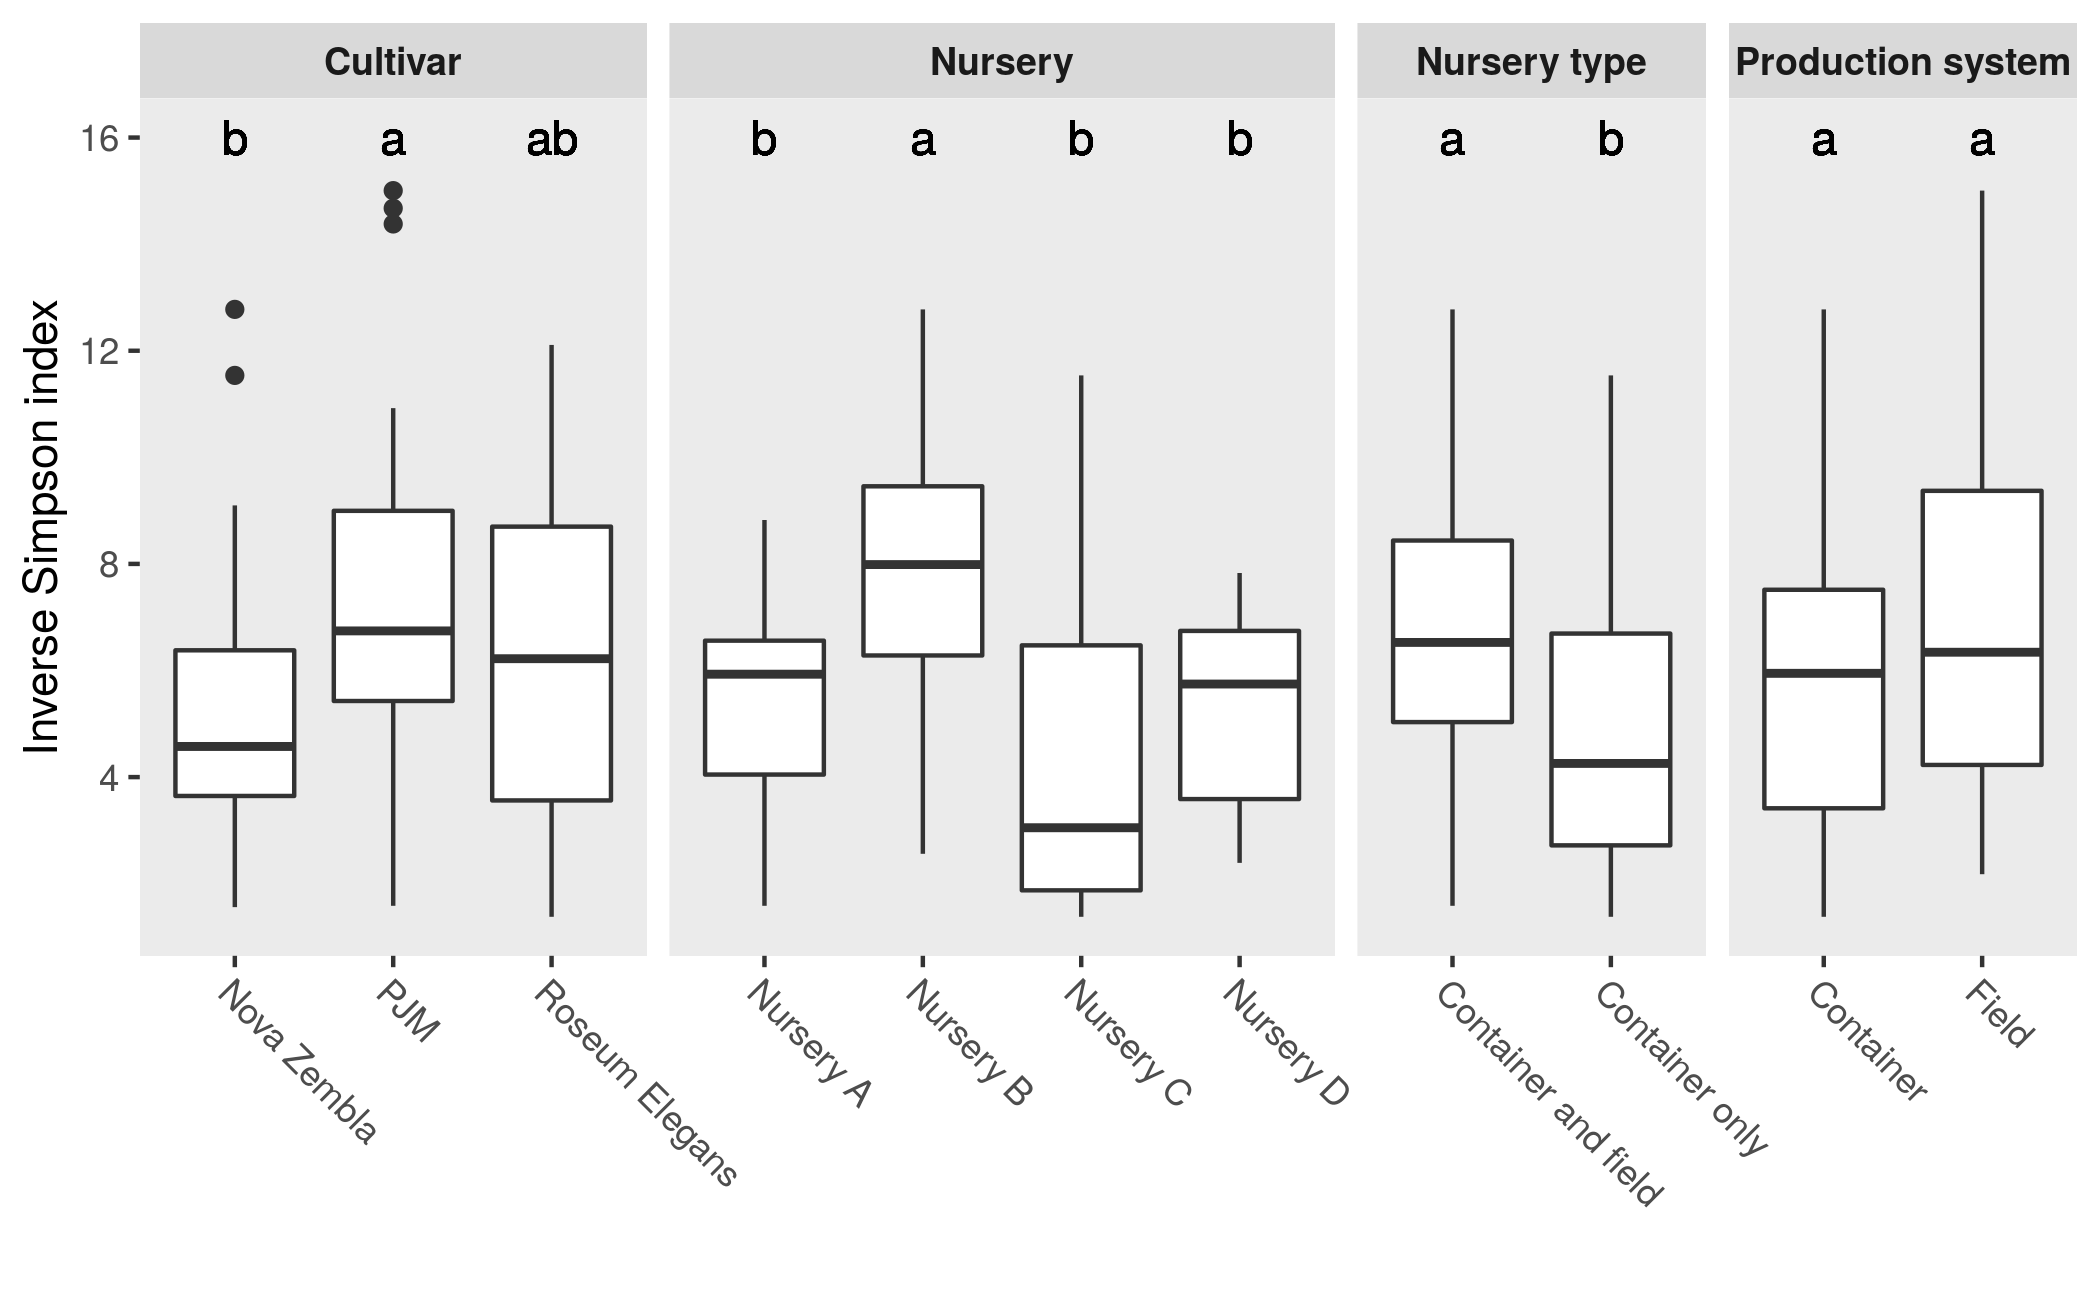 Cultivar Nursery Nursery type Production system
b a ab b a b b a b a a
16
12
8
4
Inverse Simpson index
Nova Zembla
PJM
Roseum Elegans
Nursery A
Nursery B
Nursery C
Nursery D
Container and field
Container only
Container
Field